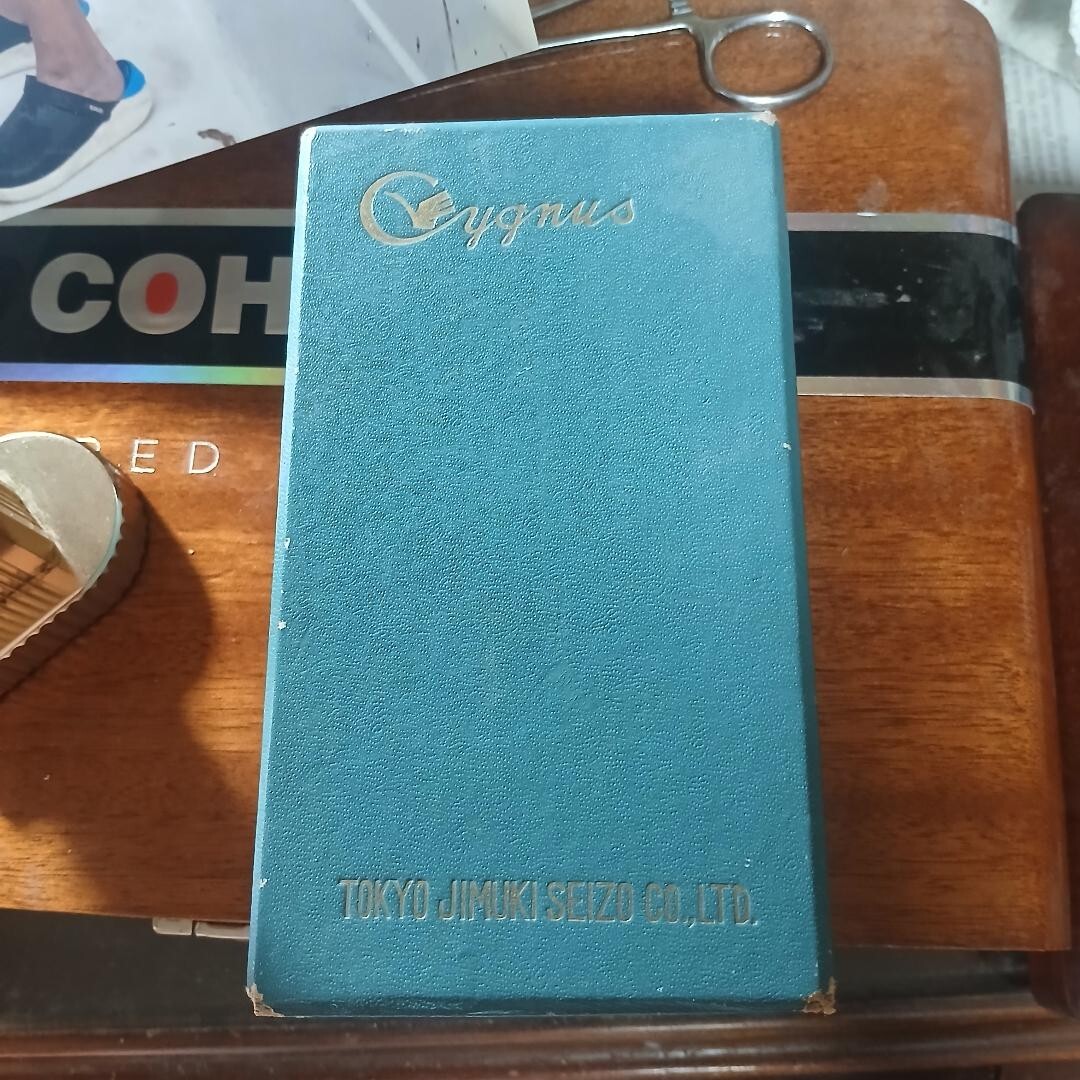 Cygnus
COH
RED
TOKYO JIMUKI SEIZO CO.,LTD.